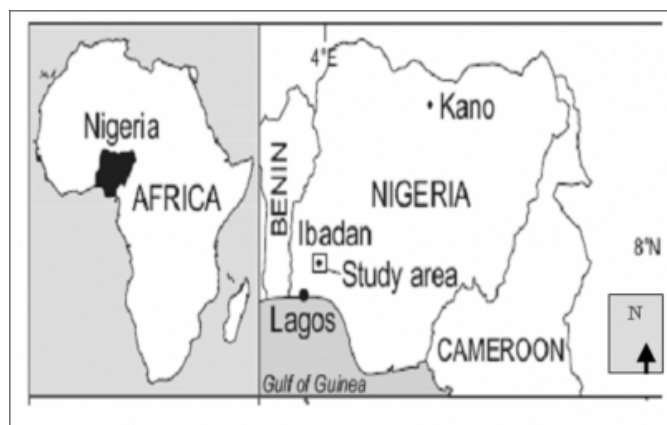 Nigeria
AFRICA
4°E
Kano
BENIN
NIGERIA
Ibadan
8°N
Study area
Lagos
N
CAMEROON
Gulf of Guinea